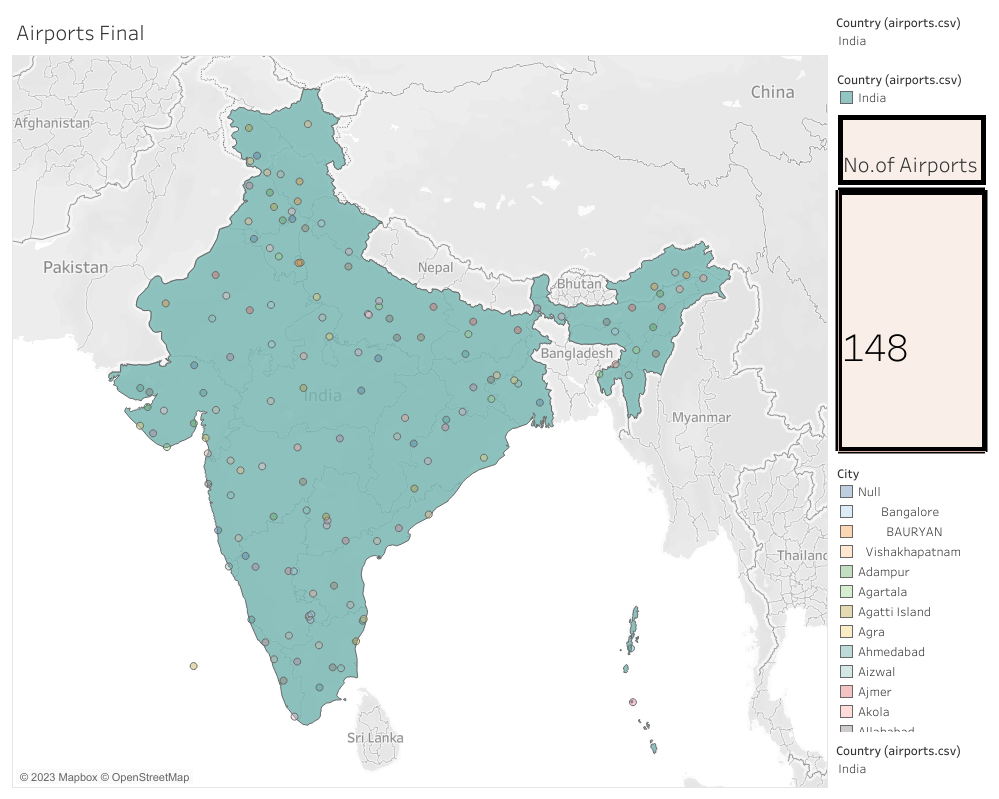 Airports Final
Afghanistan
China
Pakistan
Nepal
Bhutan
Bangladesh
India
Myanmar
Thailand
Sri Lanka
© 2023 Mapbox © OpenStreetMap
Country (airports.csv)
India
Country (airports.csv)
India
No.of Airports
148
City
Null
Bangalore
BAURYAN
Vishakhapatnam
Adampur
Agartala
Agatti Island
Agra
Ahmedabad
Aizwal
Ajmer
Akola
Allahabad
Country (airports.csv)
India